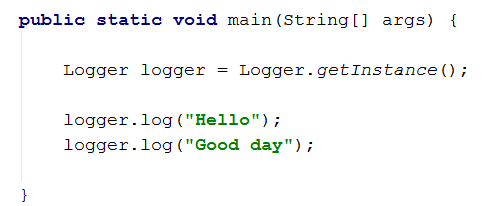 public static void main(String[] args) {
Logger logger = Logger.getInstance();
logger.log("Hello");
logger.log("Good day");
}